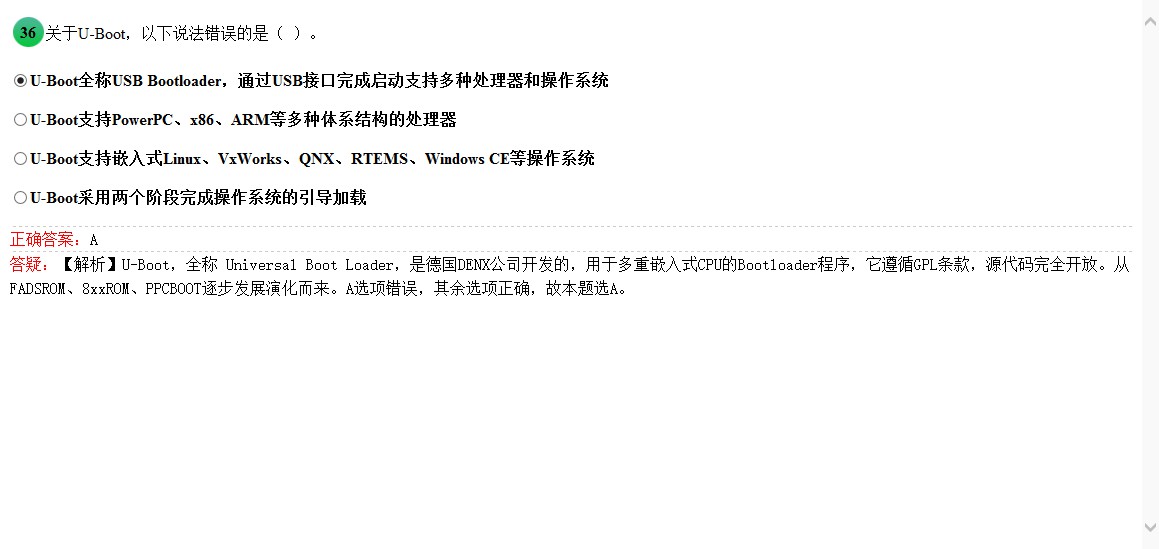 36 关于U-Boot，以下说法错误的是（ ）。
U-Boot全称USB Bootloader，通过USB接口完成启动支持多种处理器和操作系统
U-Boot支持PowerPC、x86、ARM等多种体系结构的处理器
U-Boot支持嵌入式Linux、VxWorks、QNX、RTEMS、Windows CE等操作系统
U-Boot采用两个阶段完成操作系统的引导加载
正确答案：A
答疑：【解析】U-Boot，全称 Universal Boot Loader，是德国DENX公司开发的，用于多重嵌入式CPU的Bootloader程序，它遵循GPL条款，源代码完全开放。从
FADSROM、8xxROM、PPCBOOT逐步发展演化而来。A选项错误，其余选项正确，故本题选A。